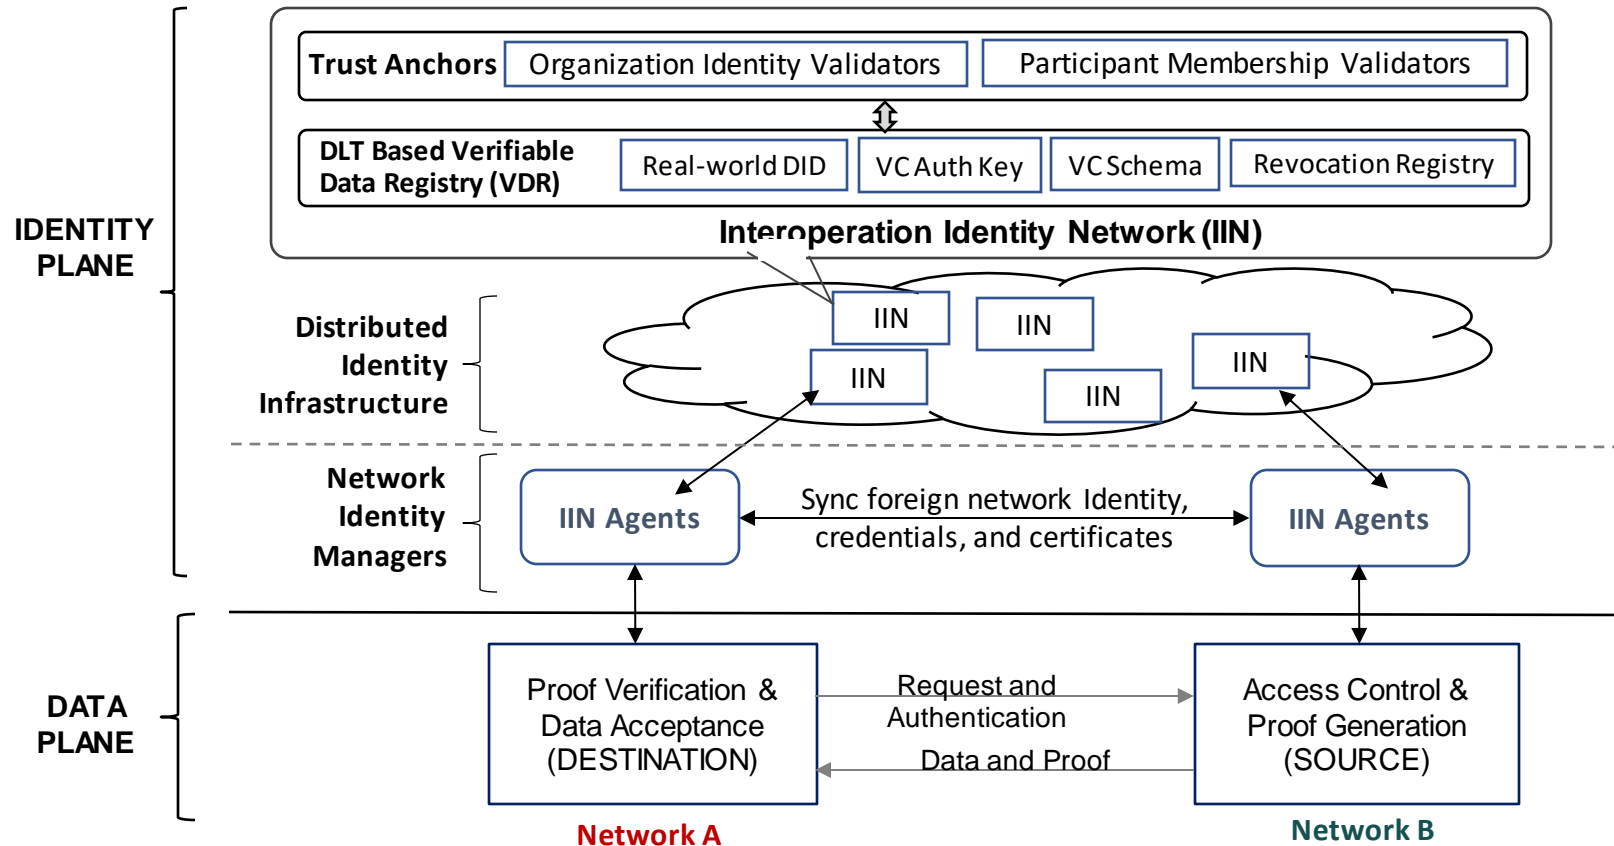 Trust Anchors
Organization Identity Validators
Participant Membership Validators
DLT Based Verifiable
Data Registry (VDR)
Real-world DID
VC Auth Key
VC Schema
Revocation Registry
Interoperation Identity Network (IIN)
IDENTITY
PLANE
Distributed
Identity
Infrastructure
IIN
IIN
IIN
IIN
IIN
Network
Identity
Managers
IIN Agents
Sync foreign network Identity,
credentials, and certificates
IIN Agents
DATA
PLANE
Proof Verification &
Data Acceptance
(DESTINATION)
Request and
Authentication
Data and Proof
Access Control &
Proof Generation
(SOURCE)
Network A
Network B